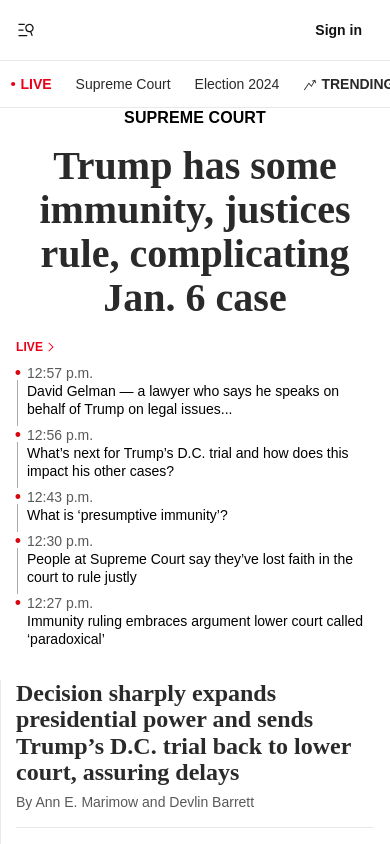 Sign in
• LIVE
Supreme Court
Election 2024
TRENDING
SUPREME COURT
Trump has some
immunity, justices
rule, complicating
Jan. 6 case
LIVE
12:57 p.m.
David Gelman — a lawyer who says he speaks on
behalf of Trump on legal issues...
12:56 p.m.
What's next for Trump's D.C. trial and how does this
impact his other cases?
12:43 p.m.
What is ‘presumptive immunity’?
12:30 p.m.
People at Supreme Court say they’ve lost faith in the
court to rule justly
12:27 p.m.
Immunity ruling embraces argument lower court called
‘paradoxical’
Decision sharply expands
presidential power and sends
Trump’s D.C. trial back to lower
court, assuring delays
By Ann E. Marimow and Devlin Barrett